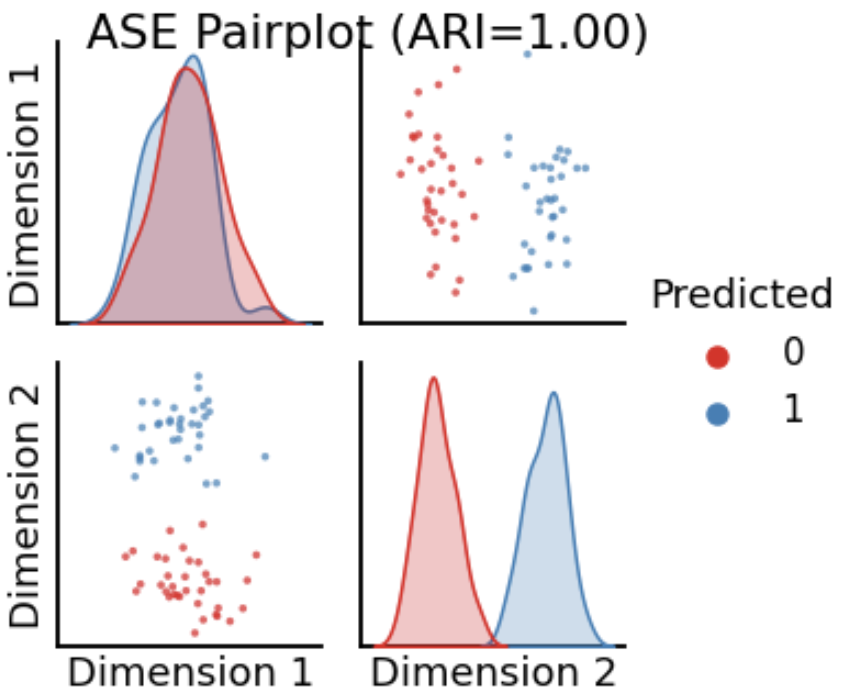 ASE Pairplot (ARI=1.00)
Dimension 1
Predicted
0
1
Dimension 2
Dimension 1
Dimension 2